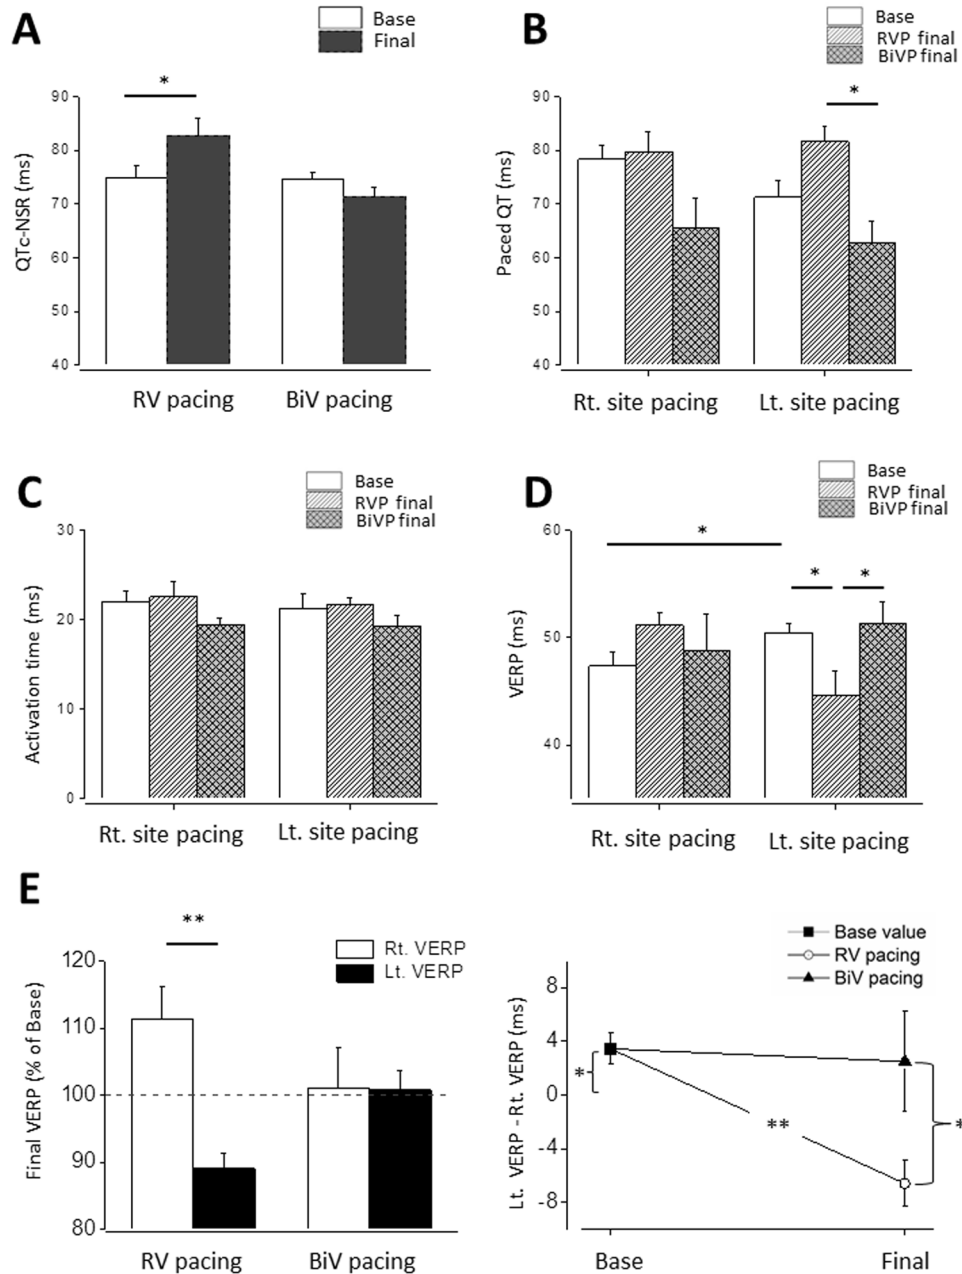 A
Base
Final
*
90
80
70
60
50
40
QTc-NSR (ms)
RV pacing
BiV pacing
B
Base
RVP final
BiVP final
*
90
80
70
60
50
40
Paced QT (ms)
Rt. site pacing
Lt. site pacing
C
Base
RVP final
BiVP final
30
20
10
0
Activation time (ms)
Rt. site pacing
Lt. site pacing
D
Base
RVP final
BiVP final
*
*
*
60
50
40
VERP (ms)
Rt. site pacing
Lt. site pacing
E
**
Rt. VERP
Lt. VERP
120
110
100
90
80
Final VERP (% of Base)
RV pacing
BiV pacing
Base value
RV pacing
BiV pacing
8
4
0
-4
-8
Lt. VERP - Rt. VERP (ms)
*
**
*
Base
Final